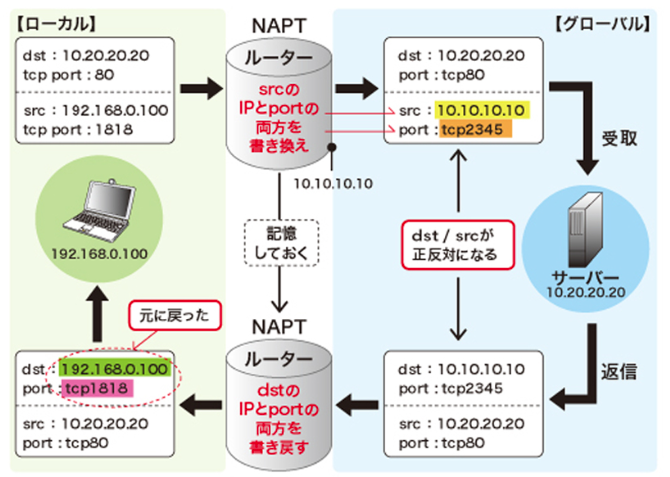 【ローカル】
NAPT
【グローバル】
dst：10.20.20.20
tcp port：80
src：192.168.0.100
tcp port：1818
ルーター
srcの
IPとportの
両方を
書き換え
10.10.10.10
dst：10.20.20.20
port：tcp80
src：10.10.10.10
port：tcp2345
受取
192.168.0.100
記憶
しておく
dst / srcが
正反対になる
サーバー
10.20.20.20
元に戻った
NAPT
返信
dst：192.168.0.100
port：tcp1818
src：10.20.20.20
port：tcp80
ルーター
dstの
IPとportの
両方を
書き戻す
dst：10.10.10.10
port：tcp2345
src：10.20.20.20
port：tcp80